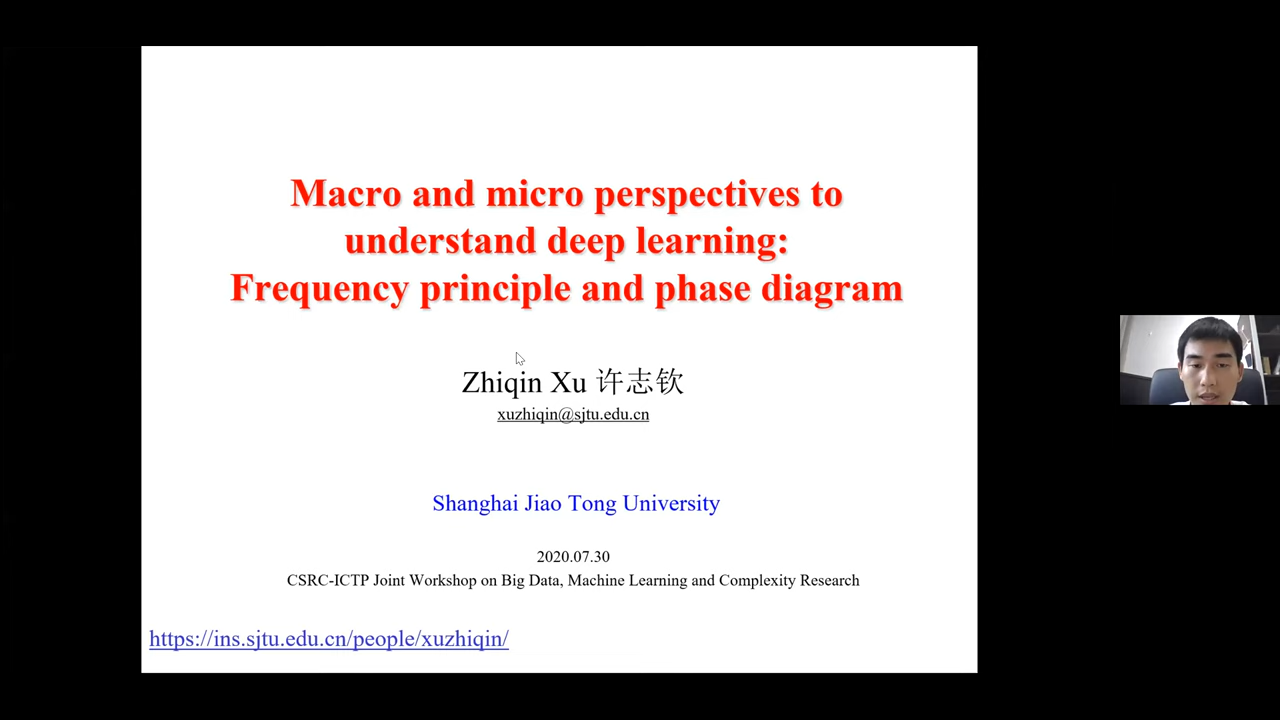 Macro and micro perspectives to
understand deep learning:
Frequency principle and phase diagram
Zhiqin Xu 许志钦
xuzhiqin@sjtu.edu.cn
Shanghai Jiao Tong University
2020.07.30
CSRC-ICTP Joint Workshop on Big Data, Machine Learning and Complexity Research
https://ins.sjtu.edu.cn/people/xuzhiqin/